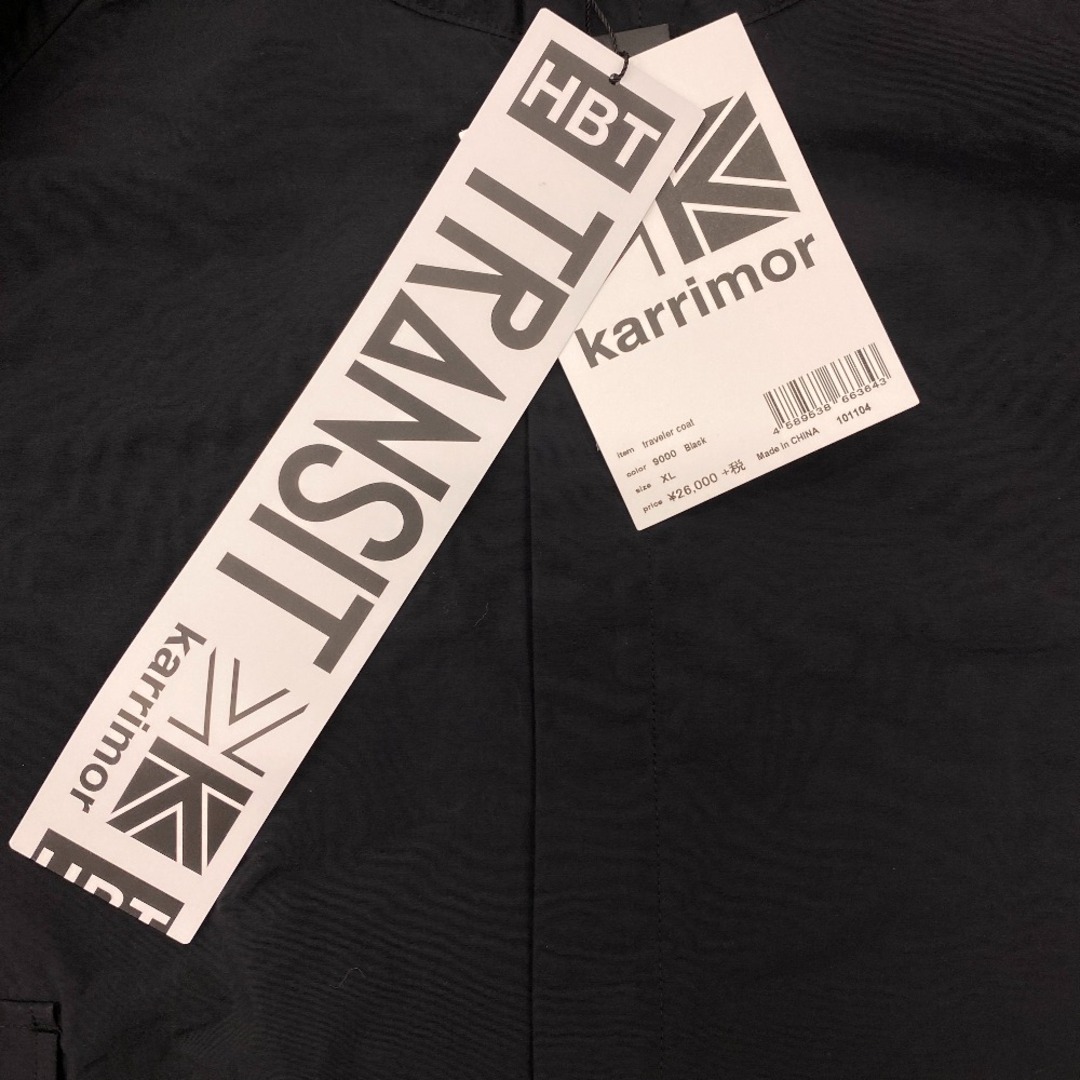 HBT
TRANSIT
karrimor
K
HBT
K
karrimor
4 589538 663643
item traveler coat
color 9000 Black
size XL
Made in CHINA 101104
price ¥26,000 +税